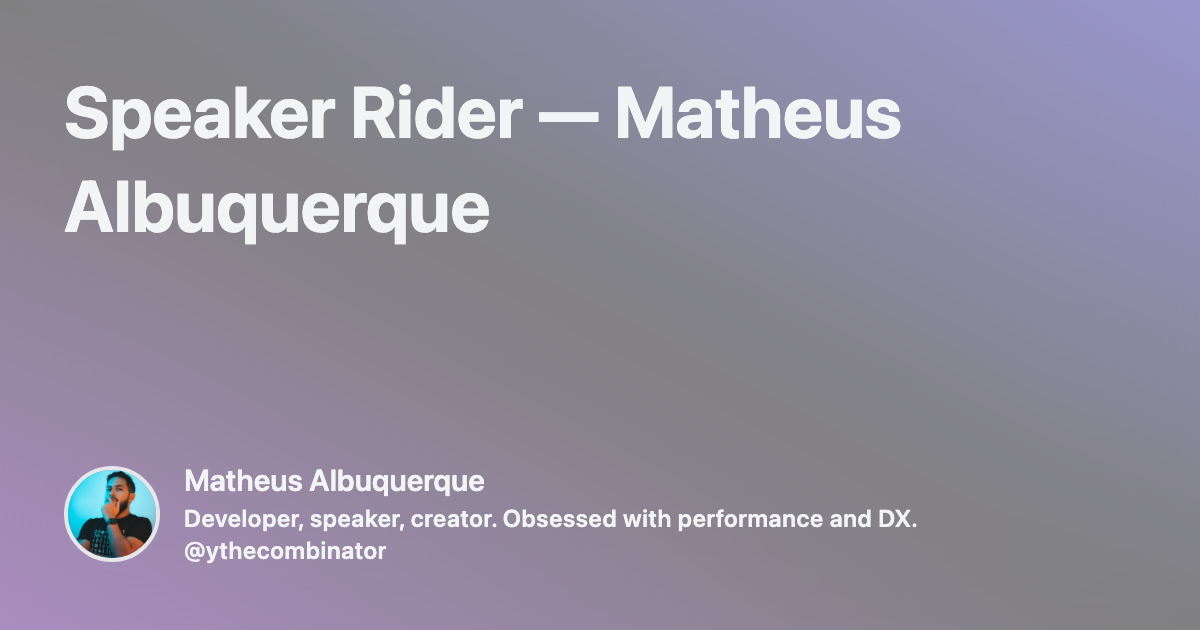 Speaker Rider — Matheus
Albuquerque
Matheus Albuquerque
Developer, speaker, creator. Obsessed with performance and DX.
@ythecombinator